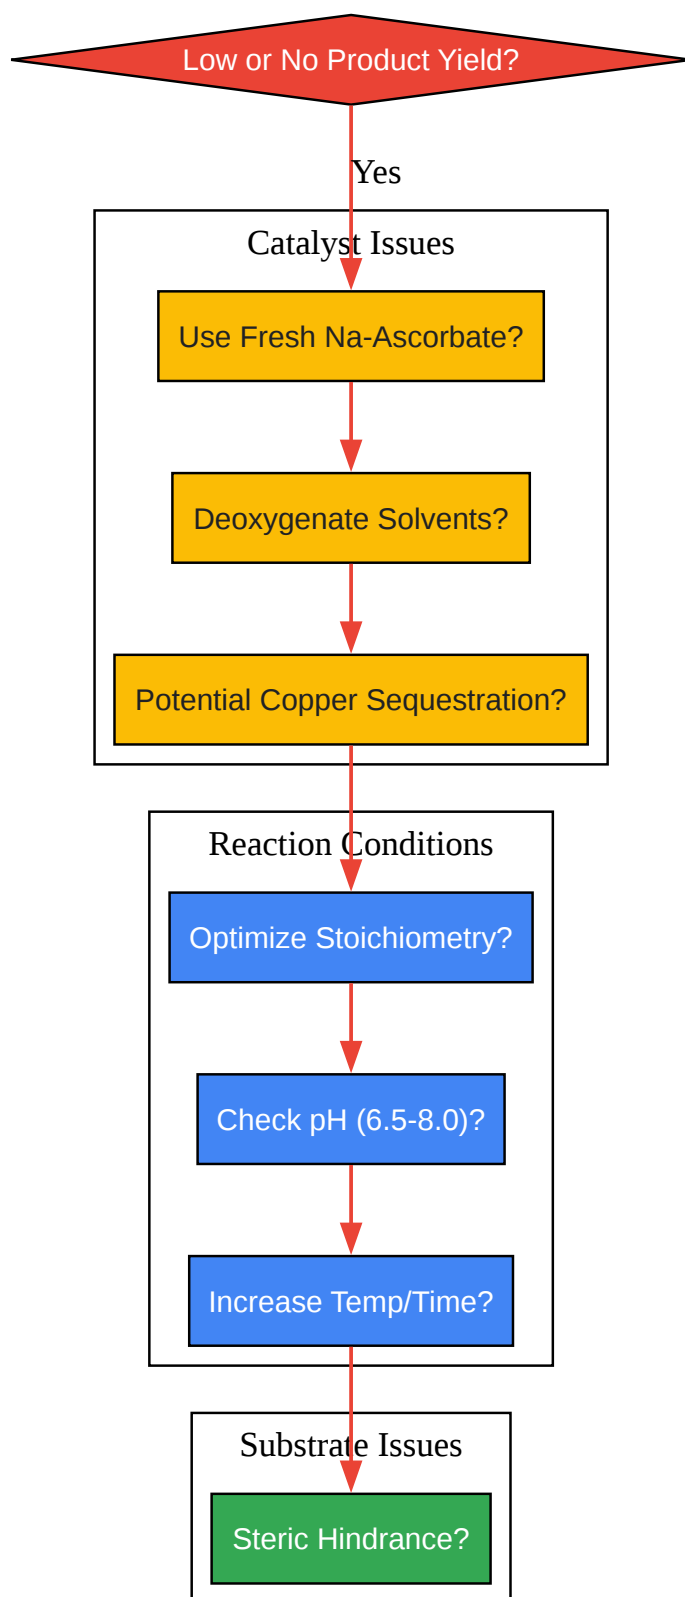 Low or No Product Yield?
Yes
Catalyst Issues
Use Fresh Na-Ascorbate?
Deoxygenate Solvents?
Potential Copper Sequestration?
Reaction Conditions
Optimize Stoichiometry?
Check pH (6.5-8.0)?
Increase Temp/Time?
Substrate Issues
Steric Hindrance?